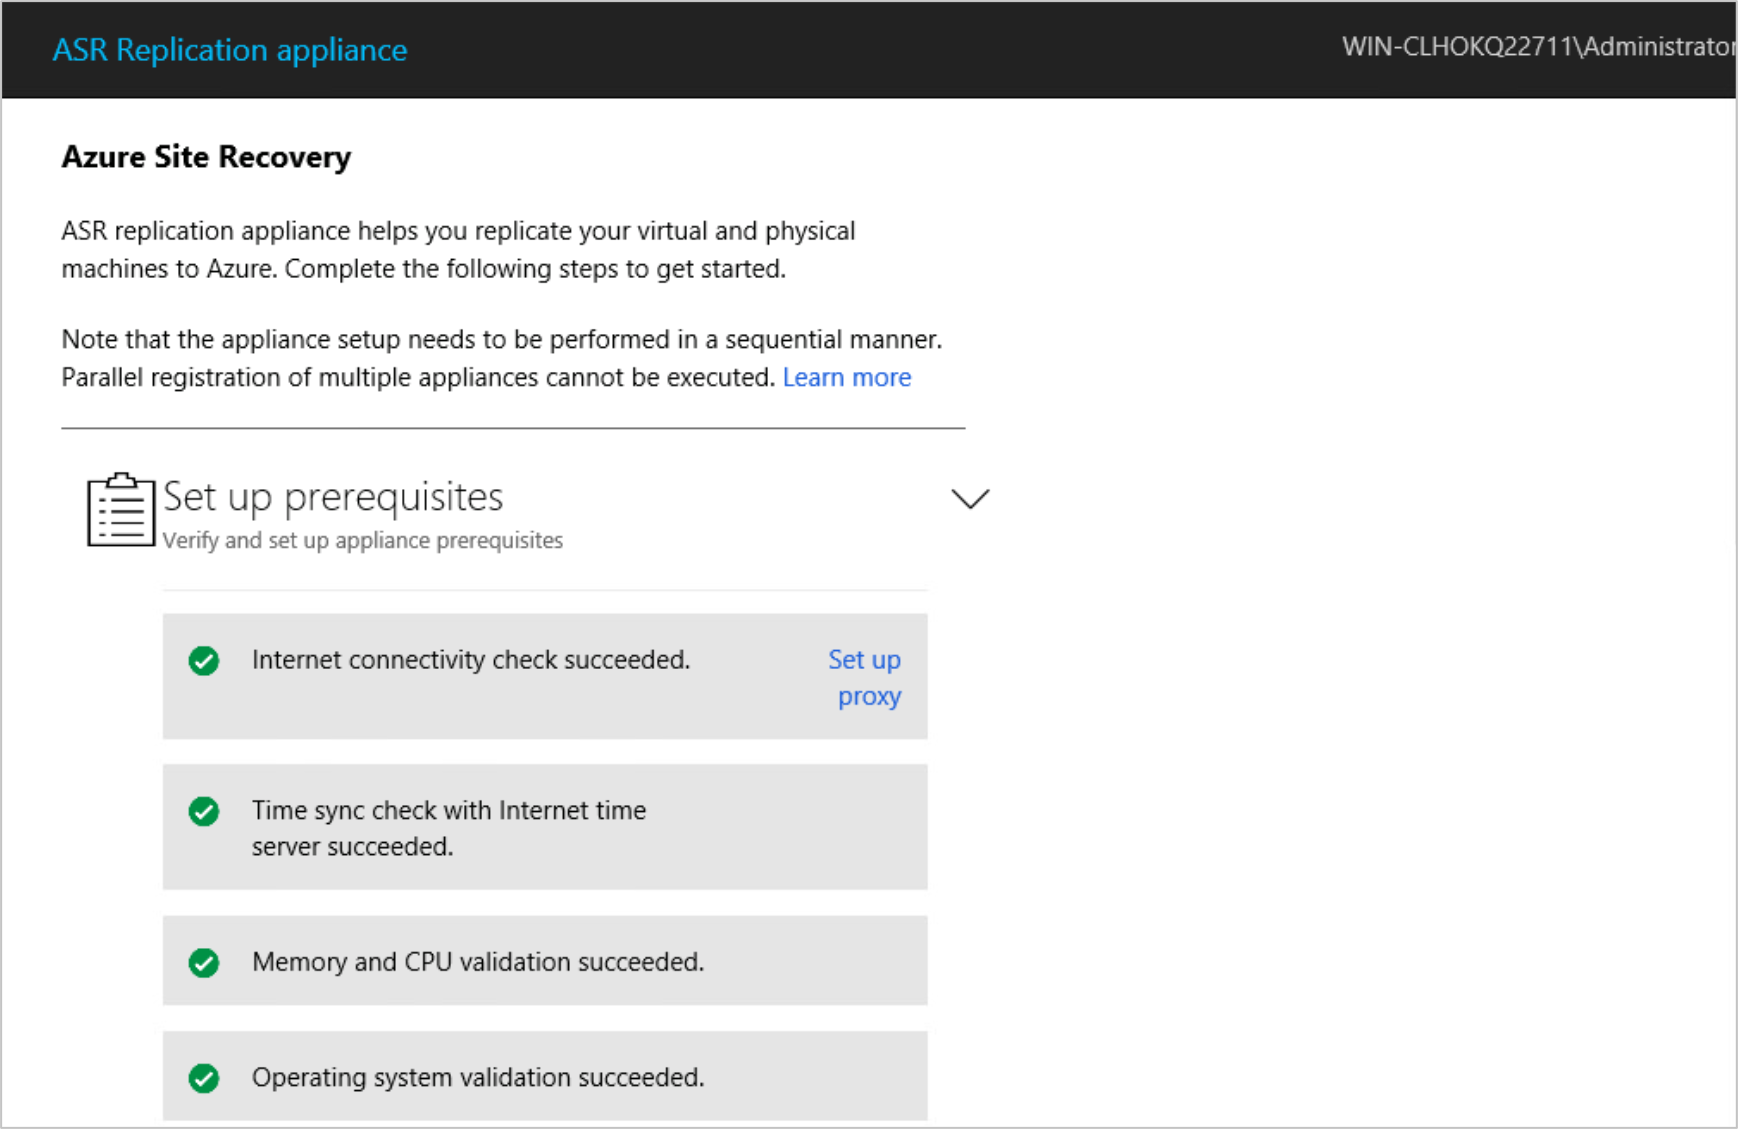 ASR Replication appliance
WIN-CLHOKQ22711\Administrator
Azure Site Recovery
ASR replication appliance helps you replicate your virtual and physical
machines to Azure. Complete the following steps to get started.
Note that the appliance setup needs to be performed in a sequential manner.
Parallel registration of multiple appliances cannot be executed. Learn more
Set up prerequisites
Verify and set up appliance prerequisites
Internet connectivity check succeeded.
Set up
proxy
Time sync check with Internet time
server succeeded.
Memory and CPU validation succeeded.
Operating system validation succeeded.